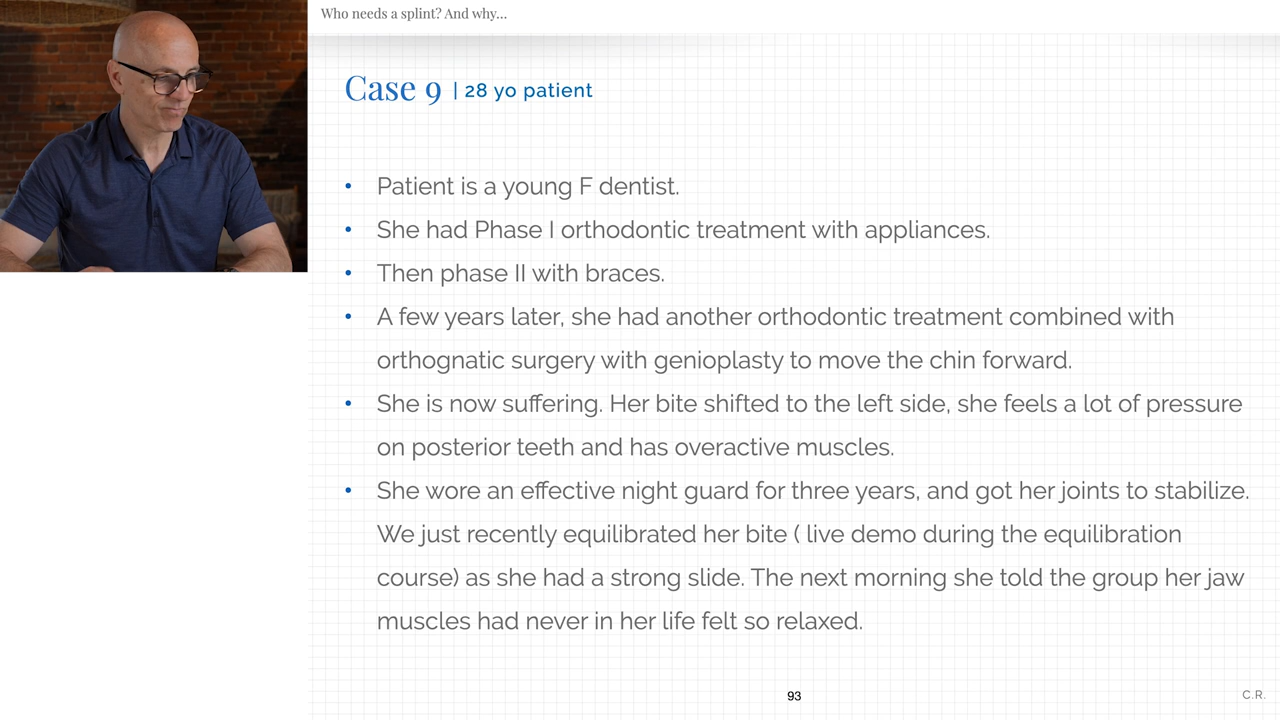 Who needs a splint? And why...
Case 9 | 28 yo patient
• Patient is a young F dentist.
• She had Phase I orthodontic treatment with appliances.
• Then phase II with braces.
• A few years later, she had another orthodontic treatment combined with
orthognatic surgery with genioplasty to move the chin forward.
• She is now suffering. Her bite shifted to the left side, she feels a lot of pressure
on posterior teeth and has overactive muscles.
• She wore an effective night guard for three years, and got her joints to stabilize.
We just recently equilibrated her bite ( live demo during the equilibration
course) as she had a strong slide. The next morning she told the group her jaw
muscles had never in her life felt so relaxed.
93
C.R.